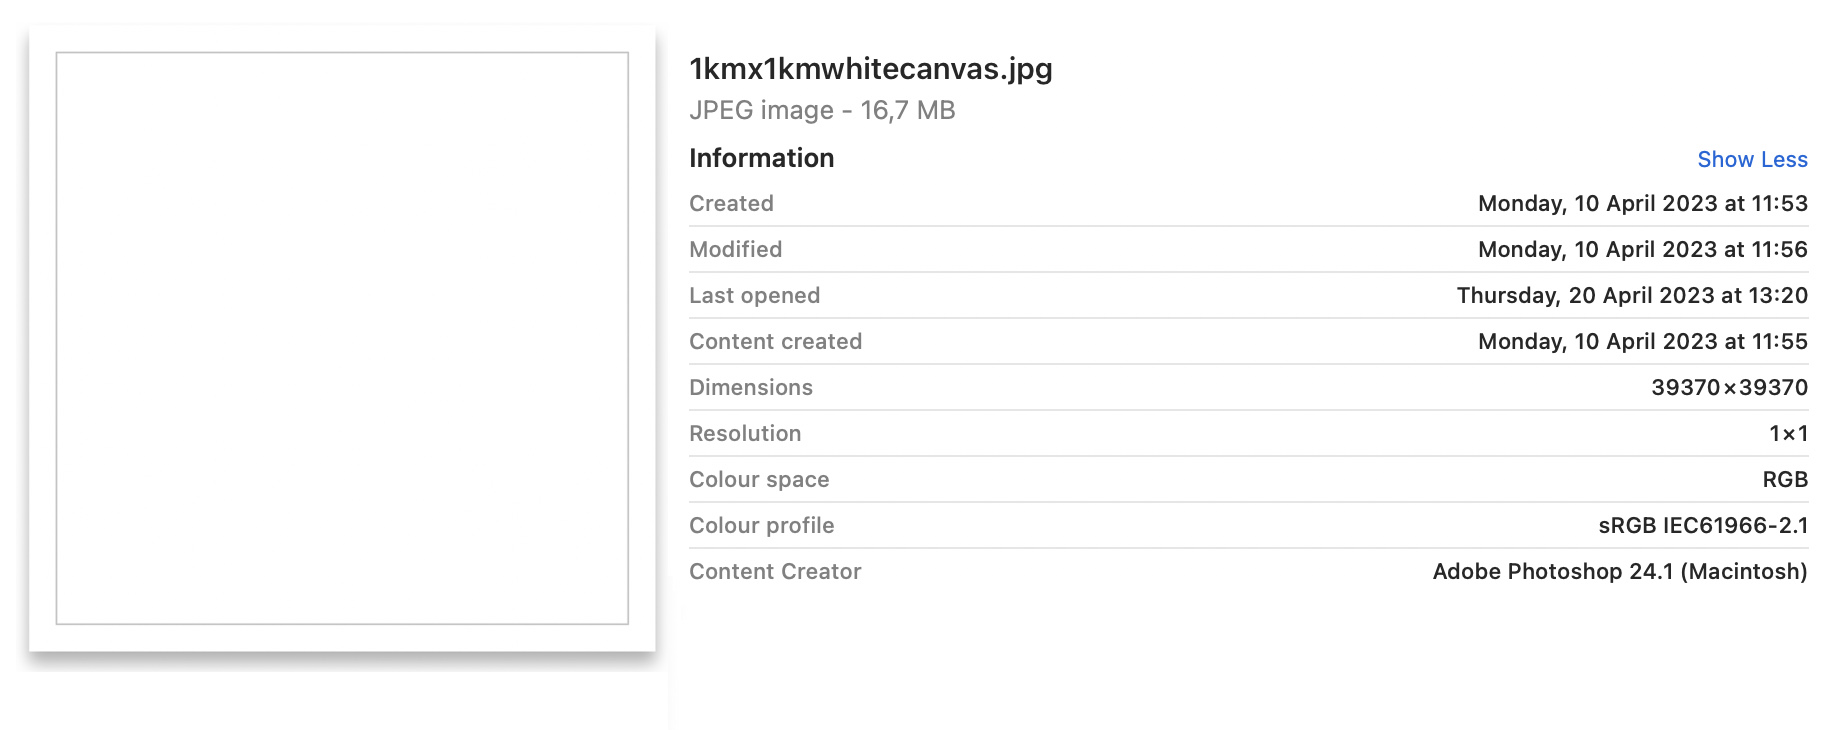 1kmx1kmwhitecanvas.jpg
JPEG image - 16,7 MB
Information Show Less
Created Monday, 10 April 2023 at 11:53
Modified Monday, 10 April 2023 at 11:56
Last opened Thursday, 20 April 2023 at 13:20
Content created Monday, 10 April 2023 at 11:55
Dimensions 39370×39370
Resolution 1×1
Colour space RGB
Colour profile sRGB IEC61966-2.1
Content Creator Adobe Photoshop 24.1 (Macintosh)